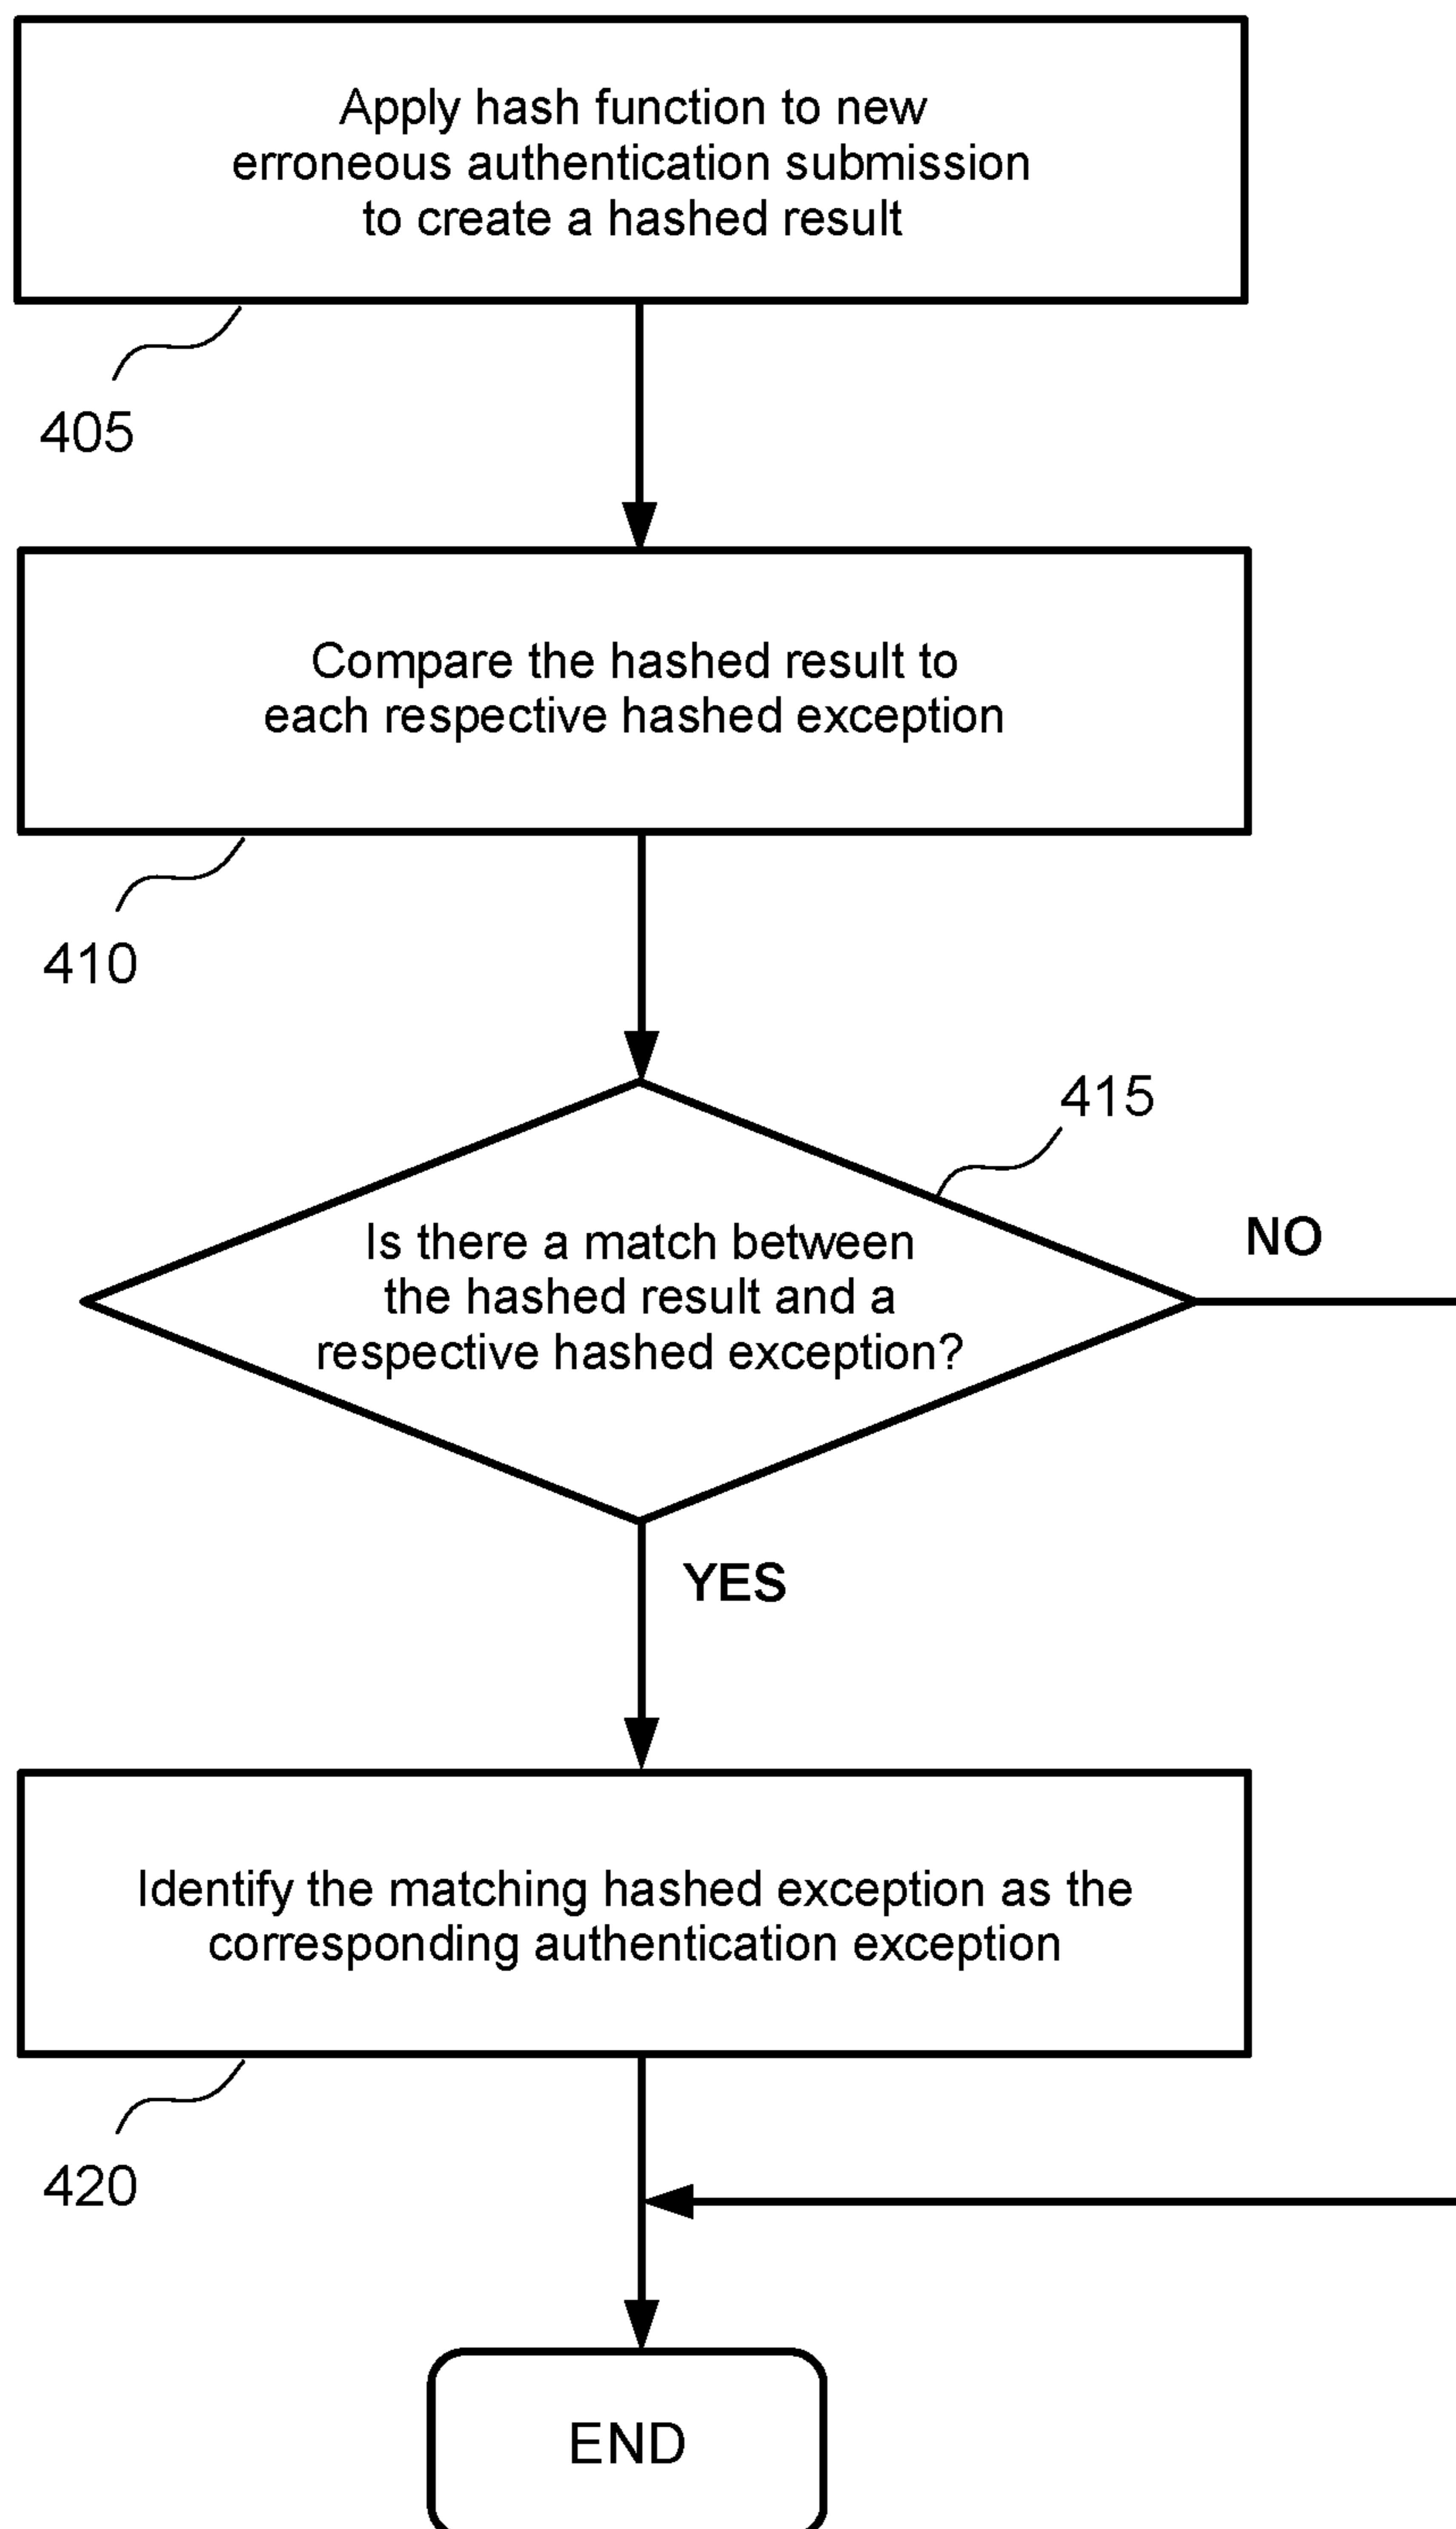 Apply hash function to new
erroneous authentication submission
to create a hashed result
405
Compare the hashed result to
each respective hashed exception
410
415
Is there a match between
the hashed result and a
respective hashed exception?
NO
YES
Identify the matching hashed exception as the
corresponding authentication exception
420
END